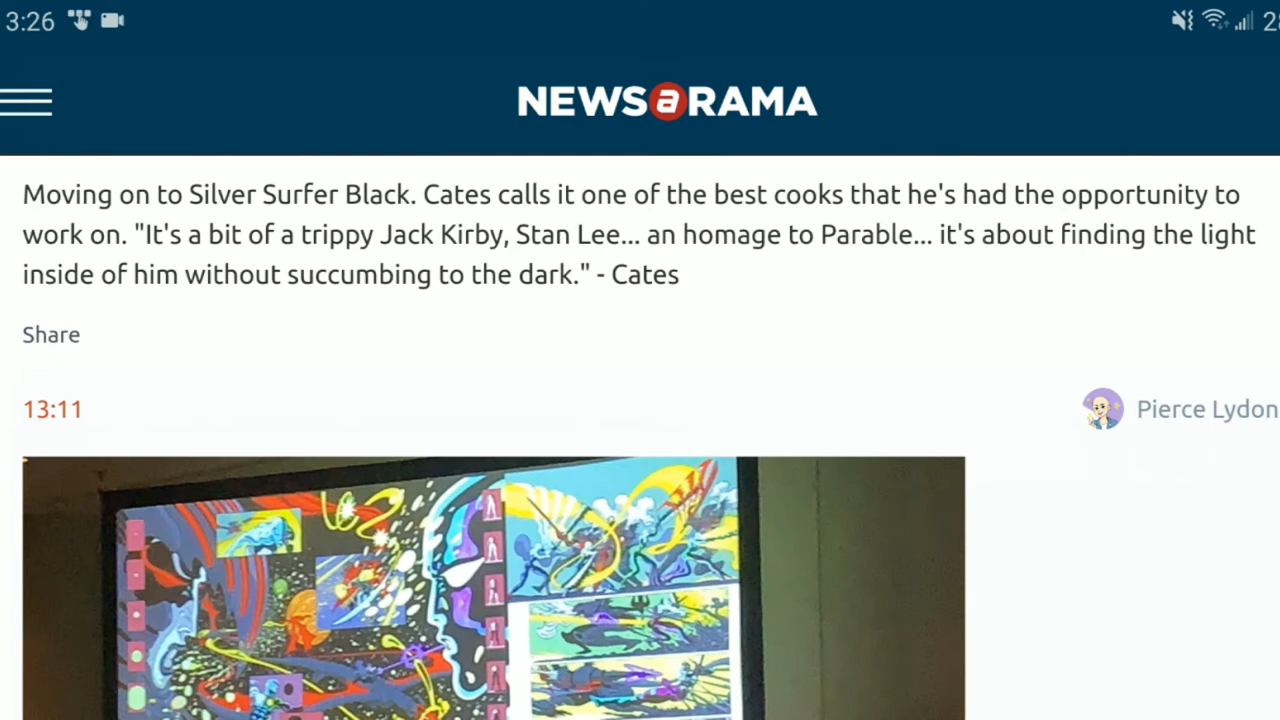 3:26
NEWSaRAMA
Moving on to Silver Surfer Black. Cates calls it one of the best cooks that he's had the opportunity to
work on. "It's a bit of a trippy Jack Kirby, Stan Lee... an homage to Parable... it's about finding the light
inside of him without succumbing to the dark." - Cates
Share
13:11
Pierce Lydon